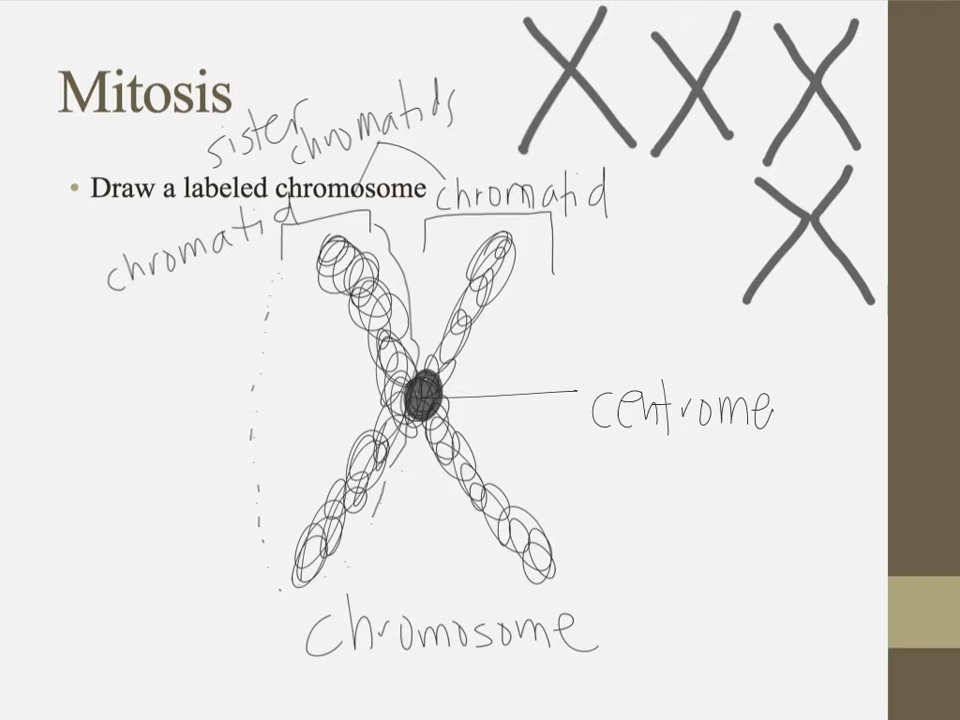 Mitosis
sister
chromatids
• Draw a labeled chromosome
chromatid
chromatid
centrome
chromosome